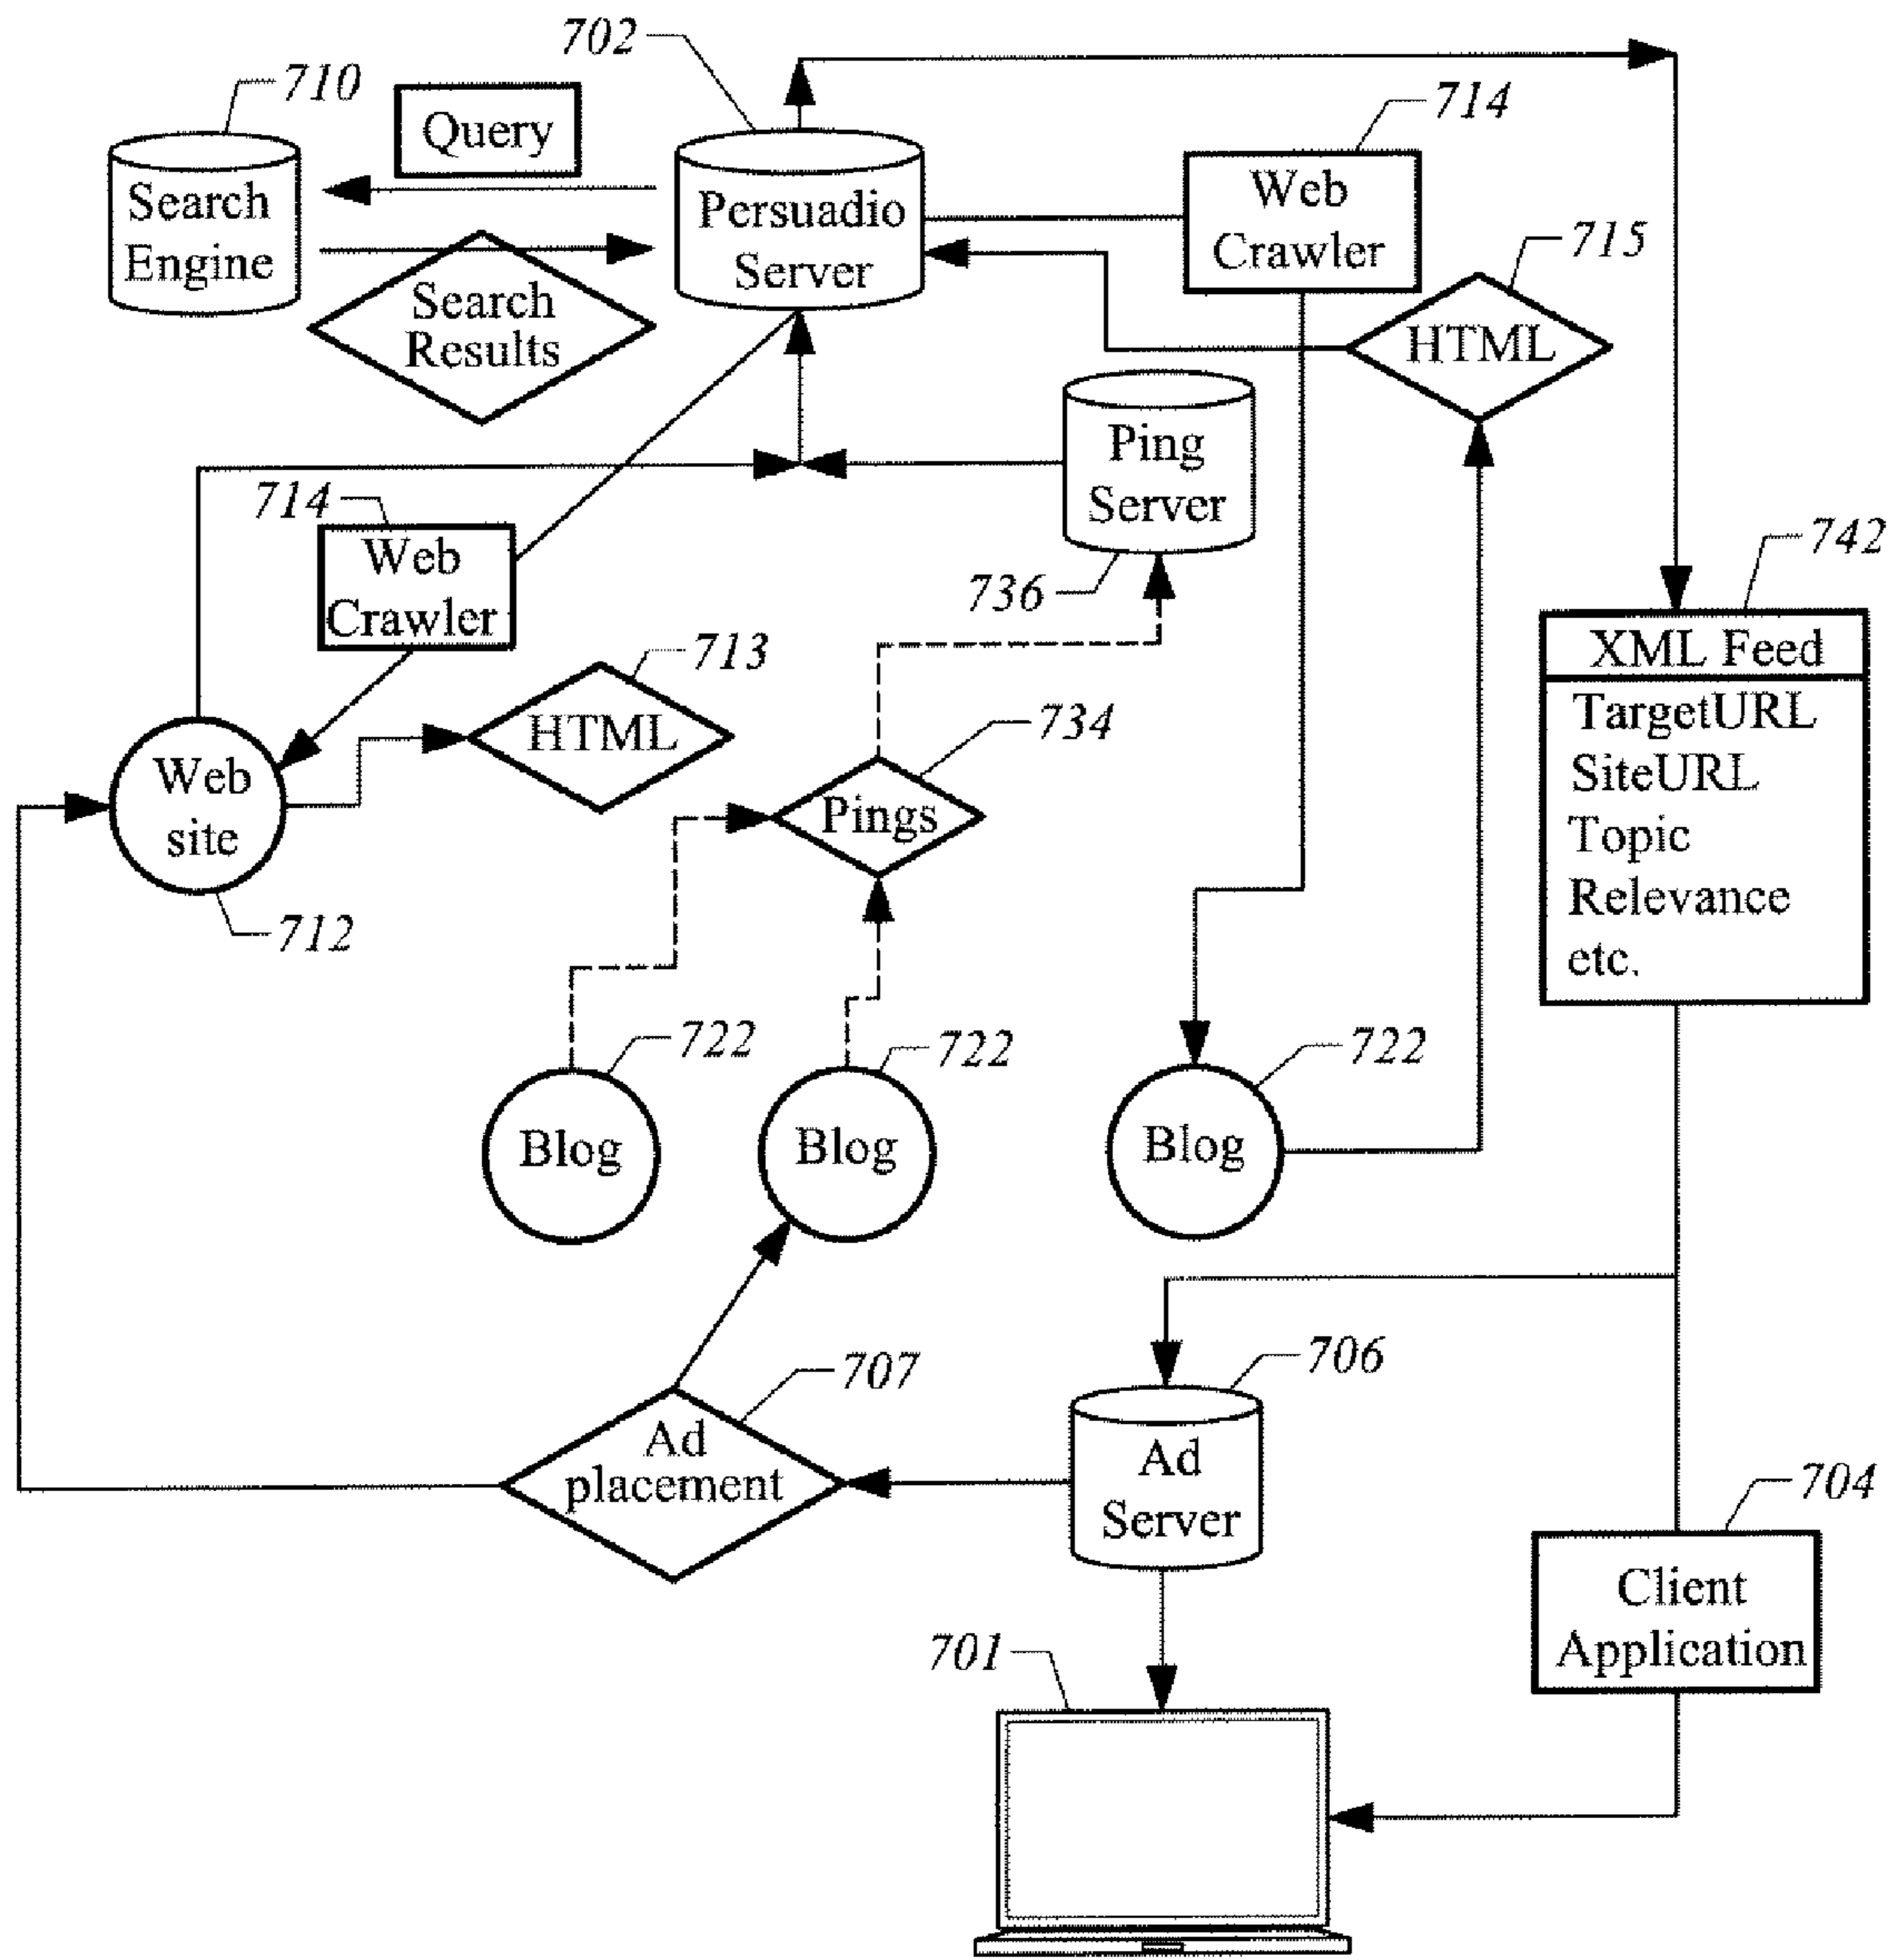 702
710
Query
714
Search
Engine
Persuadio
Server
Web
Crawler
715
Search
Results
HTML
Ping
Server
714
Web
Crawler
736
742
XML Feed
TargetURL
SiteURL
Topic
Relevance
etc.
713
HTML
734
Pings
Web
site
712
722
Blog
722
Blog
722
Blog
707
Ad
placement
706
Ad
Server
704
Client
Application
701